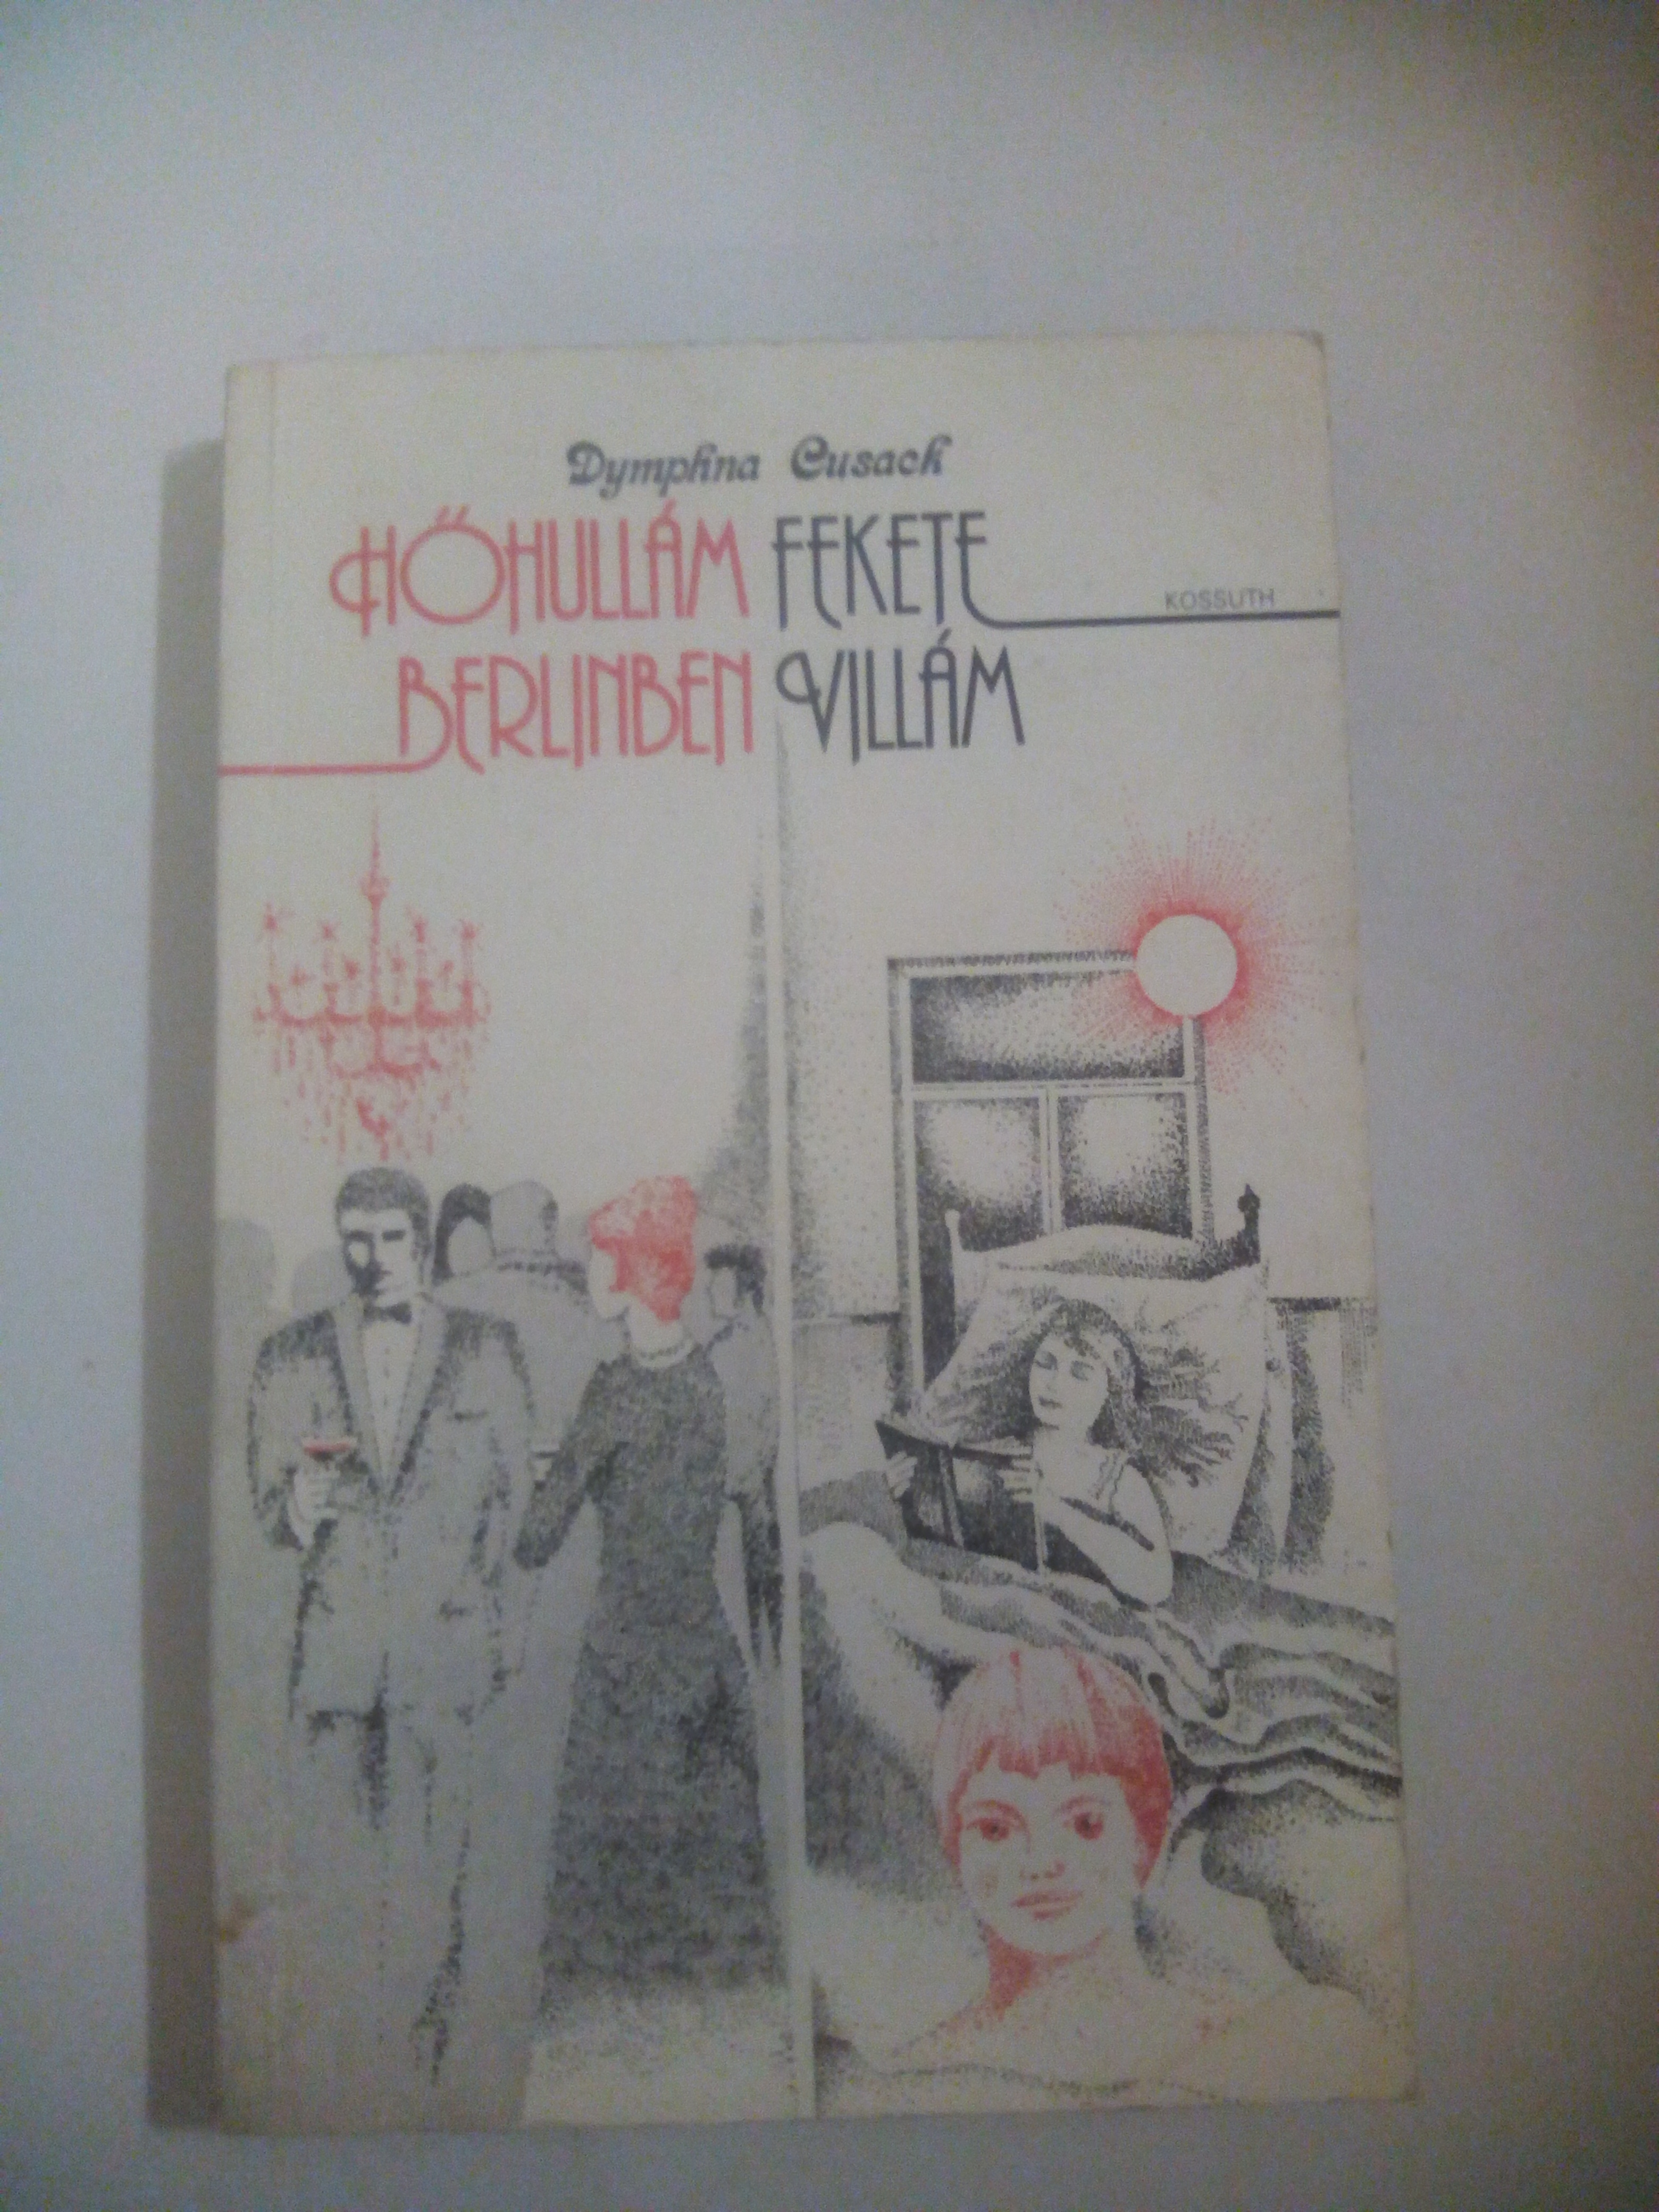 Dymphna Cusack
HŐHULLÁM
BERLINBEN
FEKETE
VILLÁM
KOSSUTH